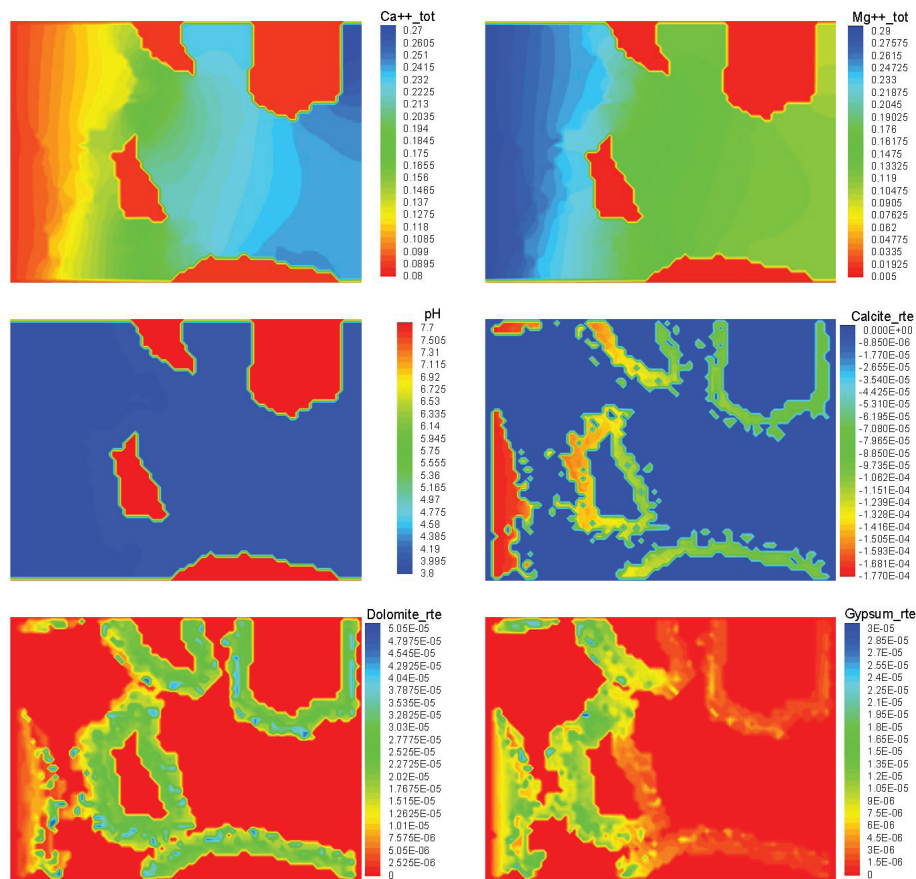 Ca++_tot
0.27
0.2605
0.251
0.2415
0.232
0.2225
0.213
0.2035
0.194
0.1845
0.175
0.1655
0.156
0.1465
0.137
0.1275
0.118
0.1085
0.099
0.0895
0.08
Mg++_tot
0.29
0.27575
0.2615
0.24725
0.233
0.21875
0.2045
0.19025
0.176
0.16175
0.1475
0.13325
0.119
0.10475
0.0905
0.07625
0.062
0.04775
0.0335
0.01925
0.005
pH
7.7
7.505
7.31
7.115
6.92
6.725
6.53
6.335
6.14
5.945
5.75
5.555
5.36
5.165
4.97
4.775
4.58
4.385
4.19
3.995
3.8
Calcite_rte
0.000E+00
-8.850E-06
-1.770E-05
-2.655E-05
-3.540E-05
-4.425E-05
-5.310E-05
-6.195E-05
-7.080E-05
-7.965E-05
-8.850E-05
-9.735E-05
-1.062E-04
-1.151E-04
-1.239E-04
-1.328E-04
-1.416E-04
-1.505E-04
-1.593E-04
-1.681E-04
-1.770E-04
Dolomite_rte
5.05E-05
4.7975E-05
4.545E-05
4.2925E-05
4.04E-05
3.7875E-05
3.535E-05
3.2825E-05
3.03E-05
2.7775E-05
2.525E-05
2.2725E-05
2.02E-05
1.7675E-05
1.515E-05
1.2625E-05
1.01E-05
7.575E-06
5.05E-06
2.525E-06
0
Gypsum_rte
3E-05
2.85E-05
2.7E-05
2.55E-05
2.4E-05
2.25E-05
2.1E-05
1.95E-05
1.8E-05
1.65E-05
1.5E-05
1.35E-05
1.2E-05
1.05E-05
9E-06
7.5E-06
6E-06
4.5E-06
3E-06
1.5E-06
0